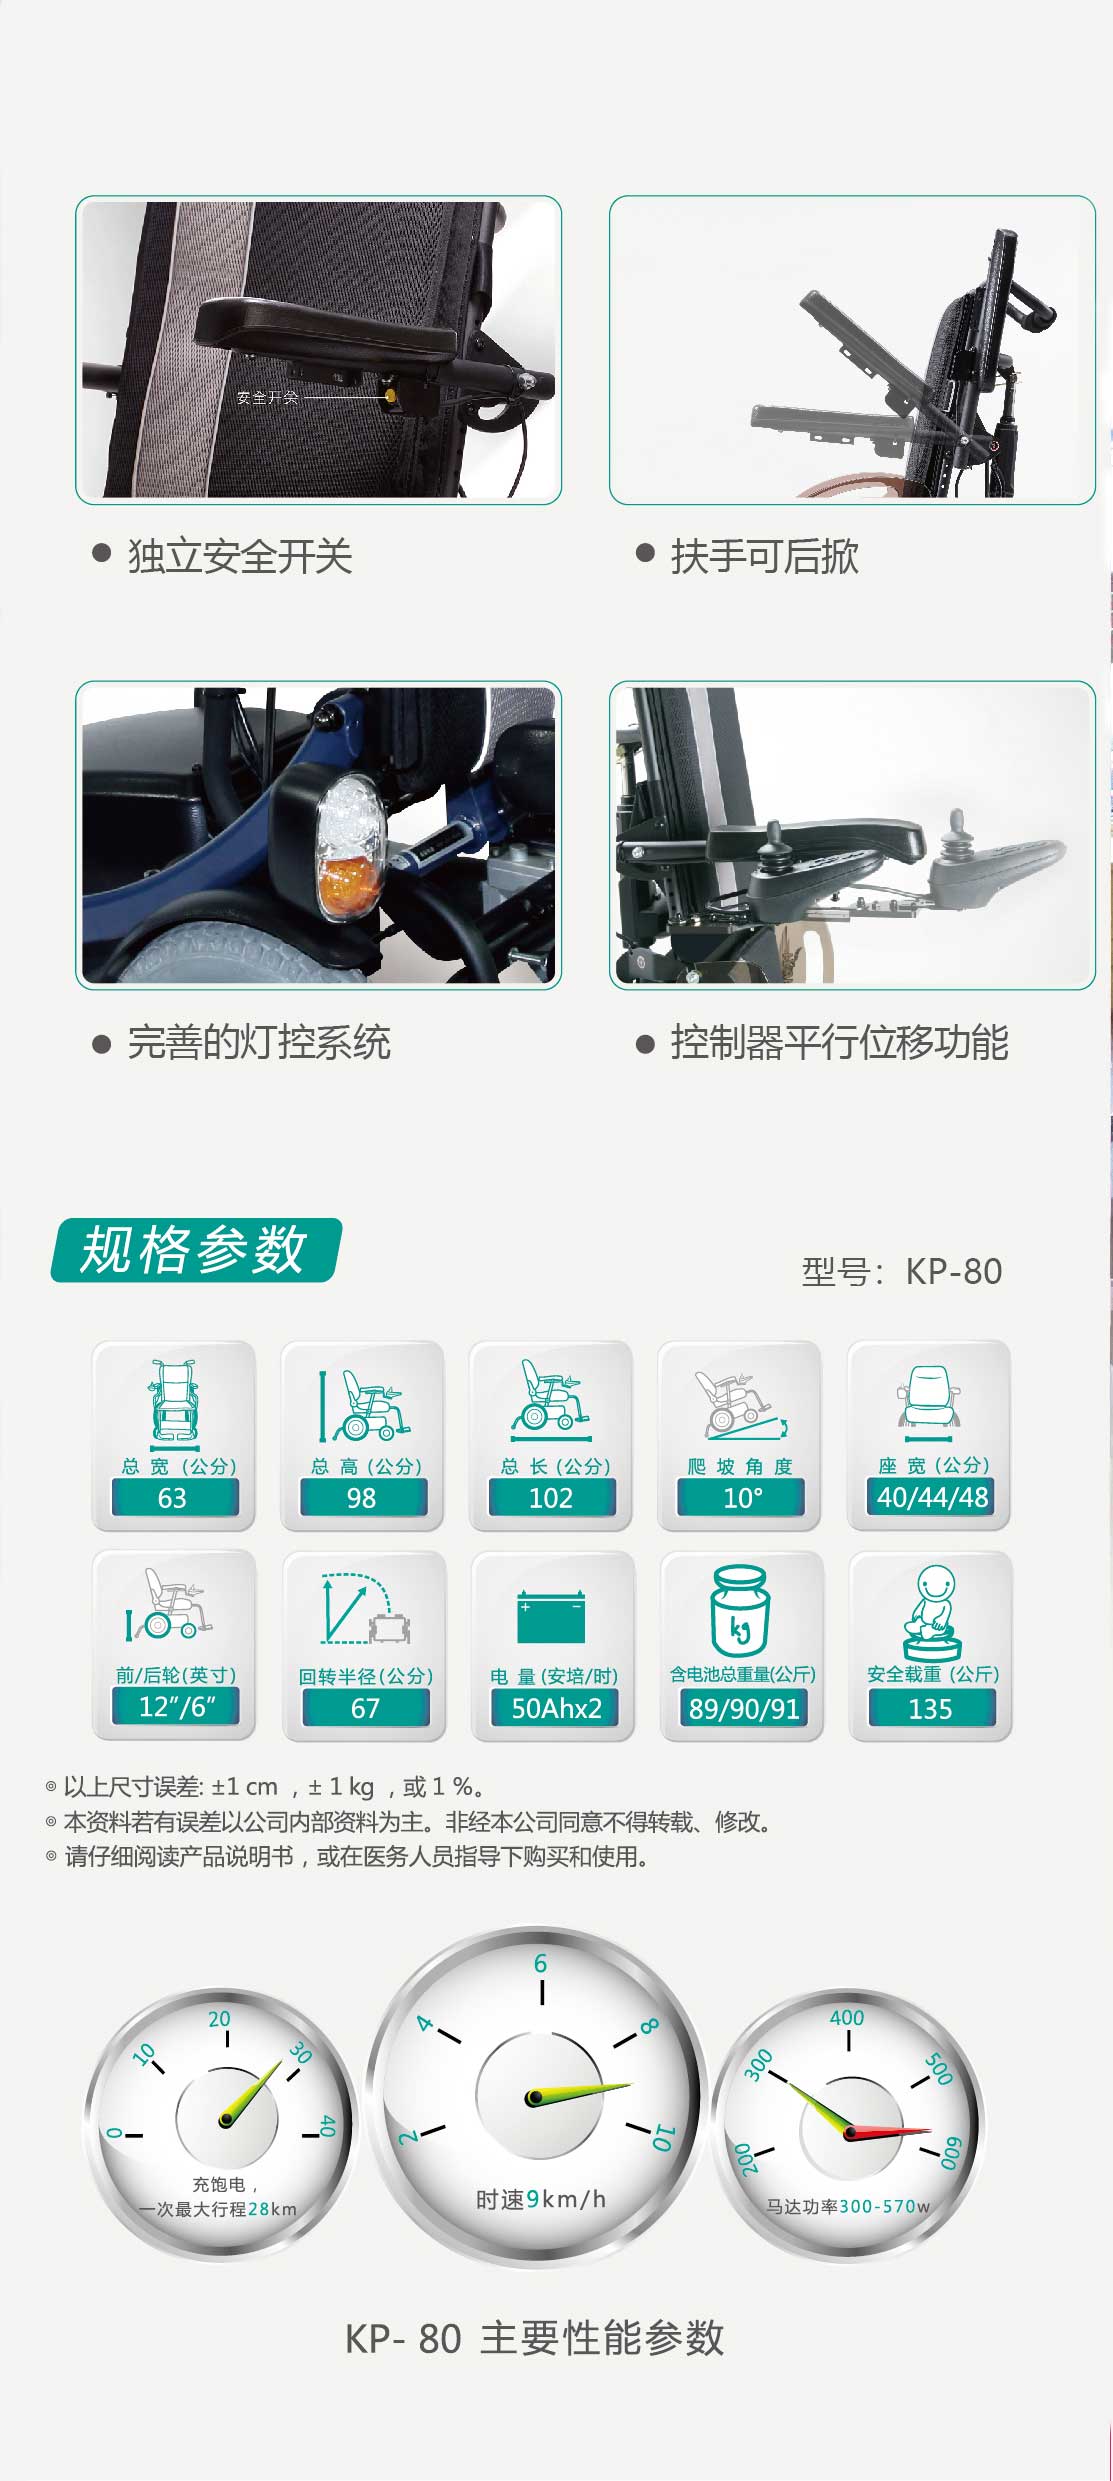 安全开关
● 独立安全开关
● 扶手可后掀
● 完善的灯控系统
● 控制器平行位移功能
规格参数
型号：KP-80
总 宽 (公分)
63
总 高 (公分)
98
总 长 (公分)
102
爬 坡 角 度
10°
座 宽 (公分)
40/44/48
前/后轮(英寸)
12″/6″
回转半径(公分)
67
+ −
电 量 (安培/时)
50Ahx2
kg
含电池总重量(公斤)
89/90/91
安全载重 (公斤)
135
◎ 以上尺寸误差: ±1 cm ，± 1 kg ，或 1 %。
◎ 本资料若有误差以公司内部资料为主。非经本公司同意不得转载、修改。
◎ 请仔细阅读产品说明书，或在医务人员指导下购买和使用。
0 10 20 30 40
充饱电，
一次最大行程28km
2 4 6 8 10
时速9km/h
200 300 400 500 600
马达功率300-570w
KP- 80 主要性能参数